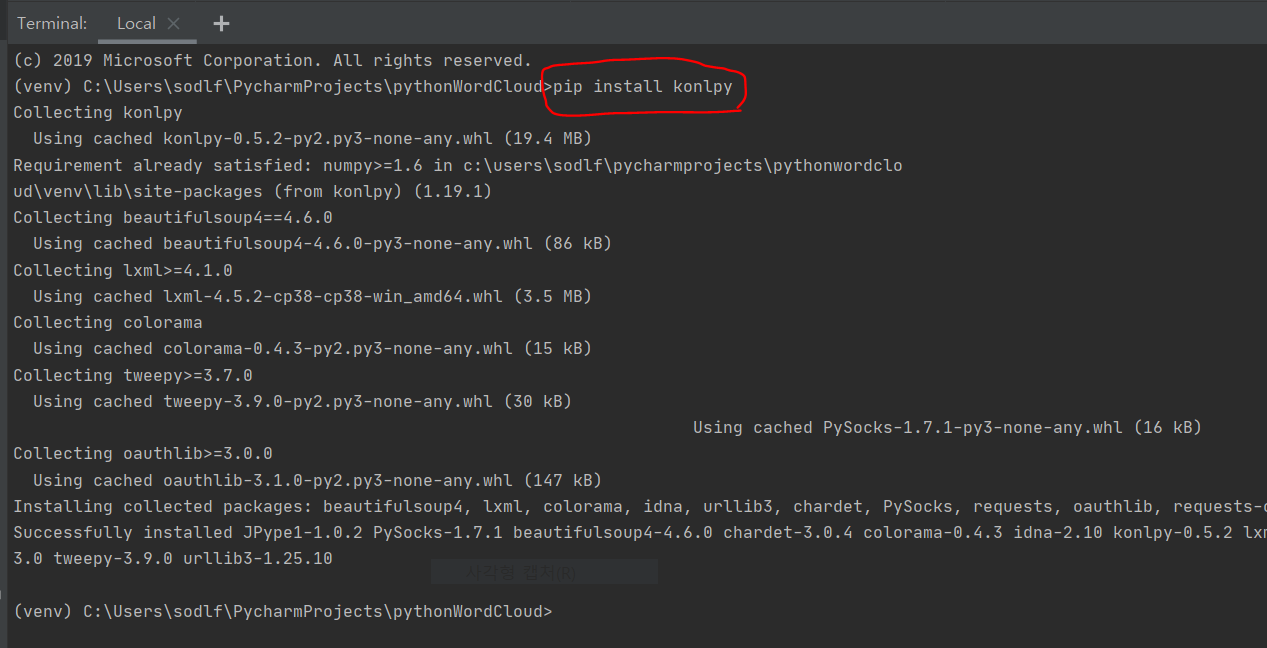 Terminal: Local
(c) 2019 Microsoft Corporation. All rights reserved.
(venv) C:\Users\sodlf\PycharmProjects\pythonWordCloud>pip install konlpy
Collecting konlpy
Using cached konlpy-0.5.2-py2.py3-none-any.whl (19.4 MB)
Requirement already satisfied: numpy>=1.6 in c:\users\sodlf\pycharmprojects\pythonwordclo
ud\venv\lib\site-packages (from konlpy) (1.19.1)
Collecting beautifulsoup4==4.6.0
Using cached beautifulsoup4-4.6.0-py3-none-any.whl (86 kB)
Collecting lxml>=4.1.0
Using cached lxml-4.5.2-cp38-cp38-win_amd64.whl (3.5 MB)
Collecting colorama
Using cached colorama-0.4.3-py2.py3-none-any.whl (15 kB)
Collecting tweepy>=3.7.0
Using cached tweepy-3.9.0-py2.py3-none-any.whl (30 kB)
Using cached PySocks-1.7.1-py3-none-any.whl (16 kB)
Collecting oauthlib>=3.0.0
Using cached oauthlib-3.1.0-py2.py3-none-any.whl (147 kB)
Installing collected packages: beautifulsoup4, lxml, colorama, idna, urllib3, chardet, PySocks, requests, oauthlib, requests-
Successfully installed JPype1-1.0.2 PySocks-1.7.1 beautifulsoup4-4.6.0 chardet-3.0.4 colorama-0.4.3 idna-2.10 konlpy-0.5.2 lx
3.0 tweepy-3.9.0 urllib3-1.25.10
사각형 캡처(R)
(venv) C:\Users\sodlf\PycharmProjects\pythonWordCloud>